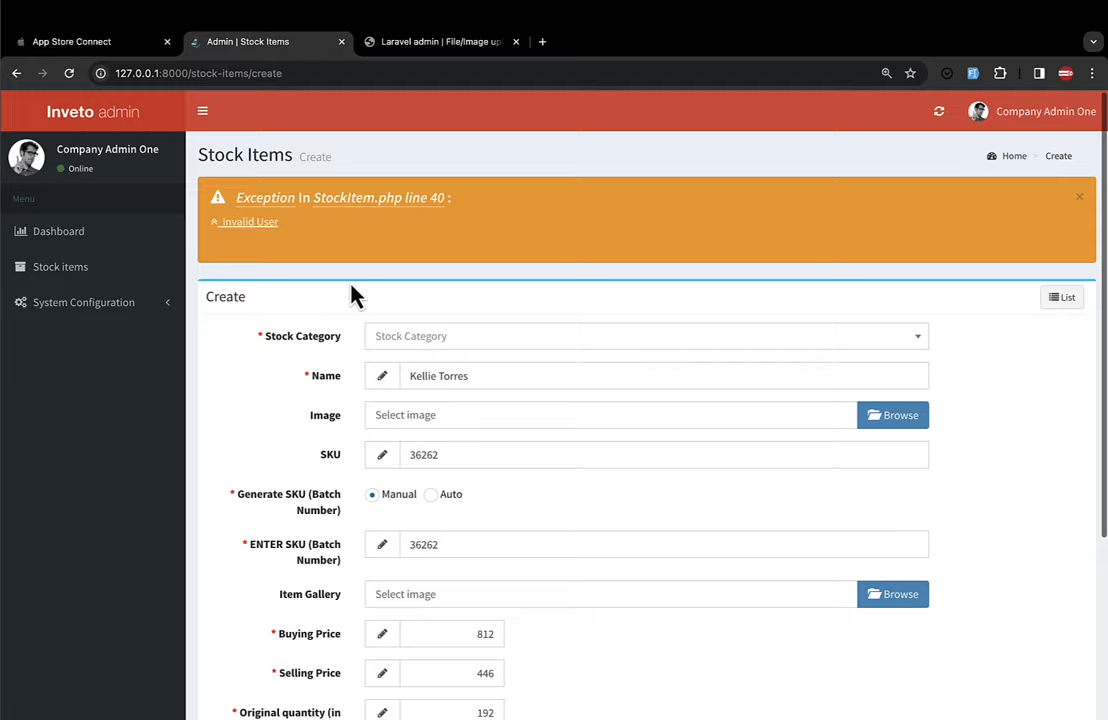 App Store Connect
Admin | Stock Items
Laravel admin | File/Image up
127.0.0.1:8000/stock-items/create
Inveto admin
Company Admin One
Company Admin One
Online
Menu
Dashboard
Stock items
System Configuration
Stock Items Create
Home
Create
Exception In StockItem.php line 40 :
Invalid User
Create
List
* Stock Category
Stock Category
* Name
Kellie Torres
Image
Select image
Browse
SKU
36262
* Generate SKU (Batch
Number)
Manual
Auto
* ENTER SKU (Batch
Number)
36262
Item Gallery
Select image
Browse
* Buying Price
812
* Selling Price
446
* Original quantity (in
192